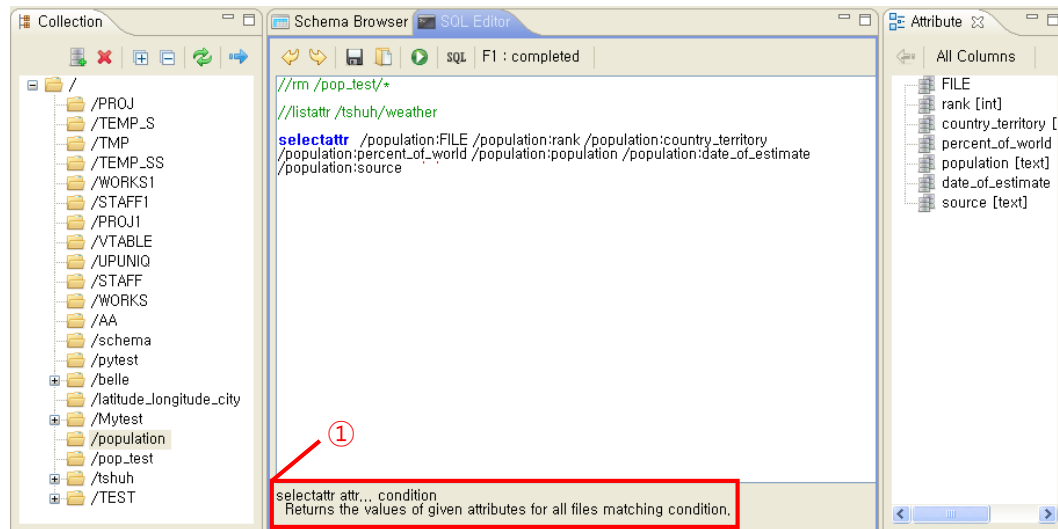 Collection
/
/PROJ
/TEMP_S
/TMP
/TEMP_SS
/WORKS1
/STAFF1
/PROJ1
/VTABLE
/UPUNIQ
/STAFF
/WORKS
/AA
/schema
/pytest
/belle
/latitude_longitude_city
/Mytest
/population
/pop_test
/tshuh
/TEST
Schema Browser SQL Editor
SQL F1 : completed
//rm /pop_test/*
//listattr /tshuh/weather
selectattr /population:FILE /population:rank /population:country_territory
/population:percent_of_world /population:population /population:date_of_estimate
/population:source
①
selectattr attr... condition
Returns the values of given attributes for all files matching condition.
Attribute
All Columns
FILE
rank [int]
country_territory [
percent_of_world
population [text]
date_of_estimate
source [text]